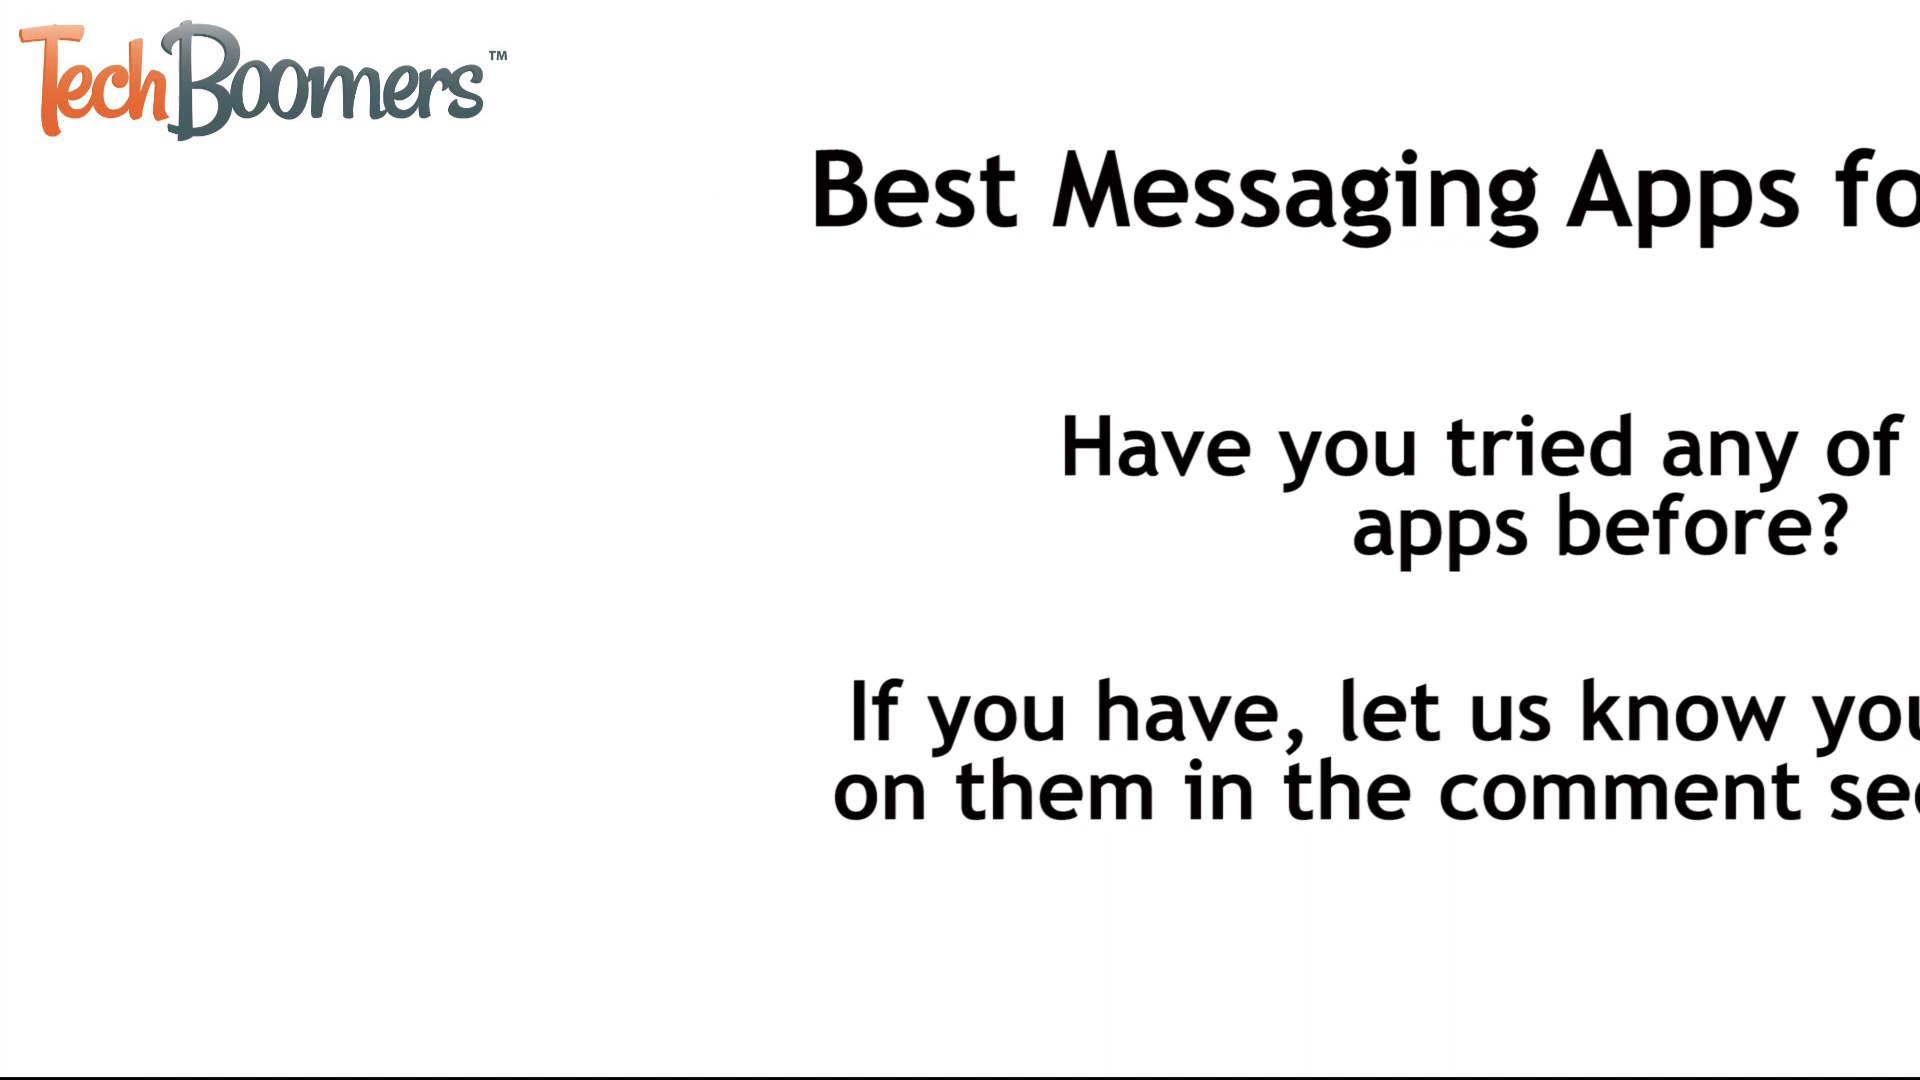 TechBoomers™
Best Messaging Apps fo
Have you tried any of
apps before?
If you have, let us know you
on them in the comment sec